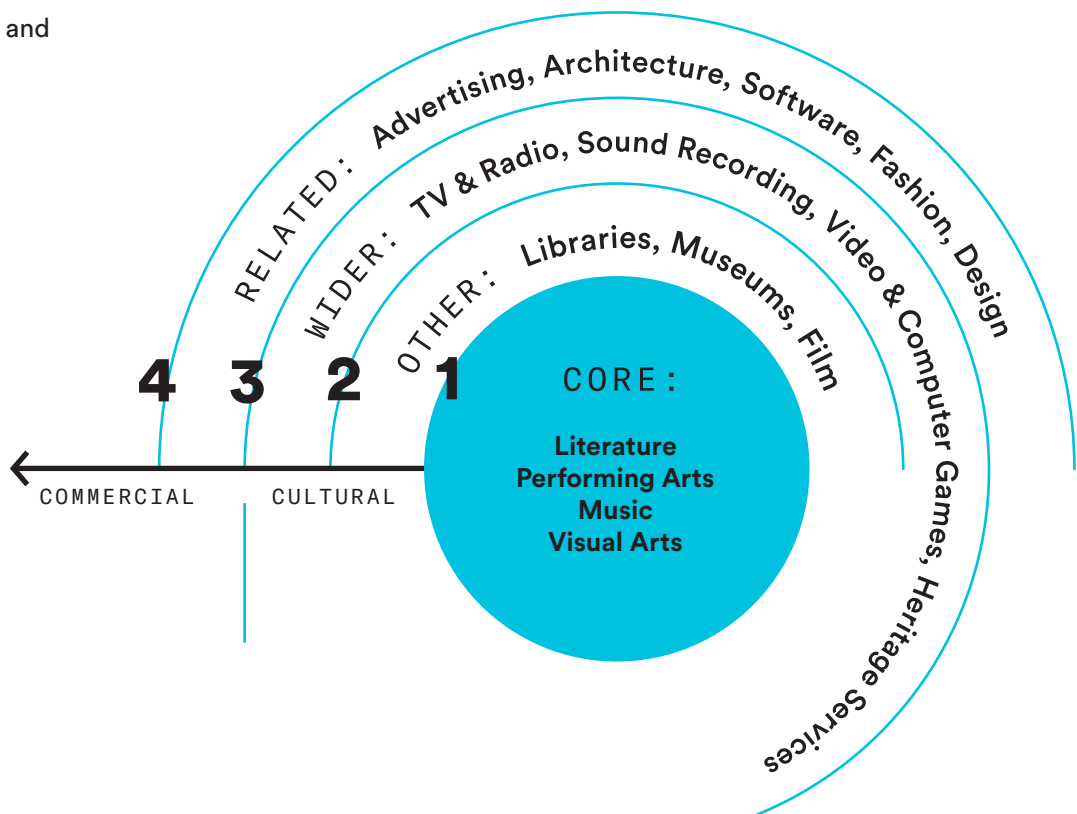 and
RELATED: Advertising, Architecture, Software, Fashion, Design
WIDER: TV & Radio, Sound Recording, Video & Computer Games, Heritage Services
OTHER: Libraries, Museums, Film
4 3 2 1
CORE:
Literature
Performing Arts
Music
Visual Arts
COMMERCIAL CULTURAL